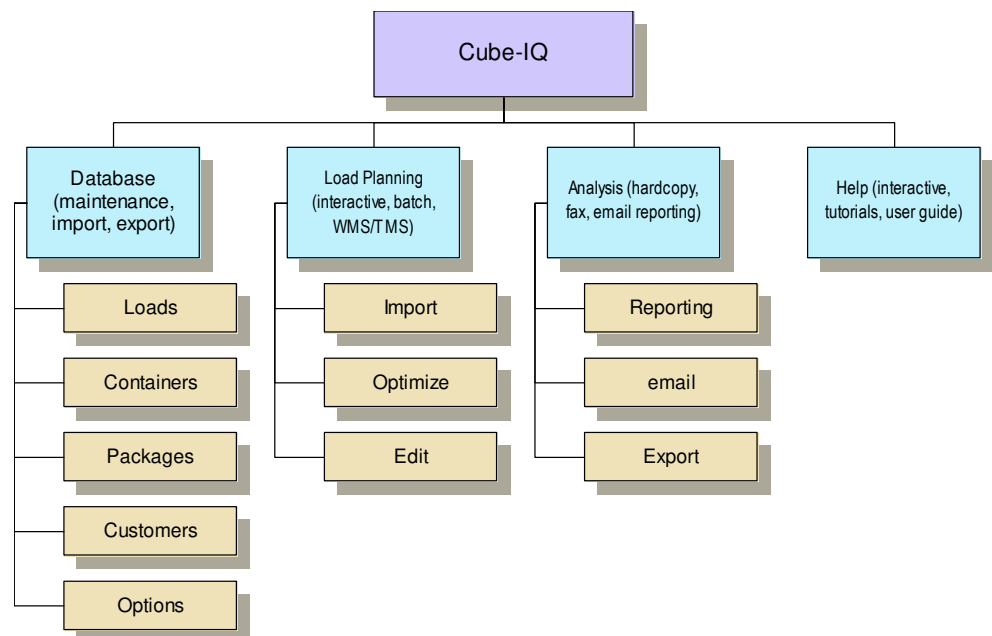 Cube-IQ
Database
(maintenance,
import, export)
Loads
Containers
Packages
Customers
Options
Load Planning
(interactive, batch,
WMS/TMS)
Import
Optimize
Edit
Analysis (hardcopy,
fax, email reporting)
Reporting
email
Export
Help (interactive,
tutorials, user guide)